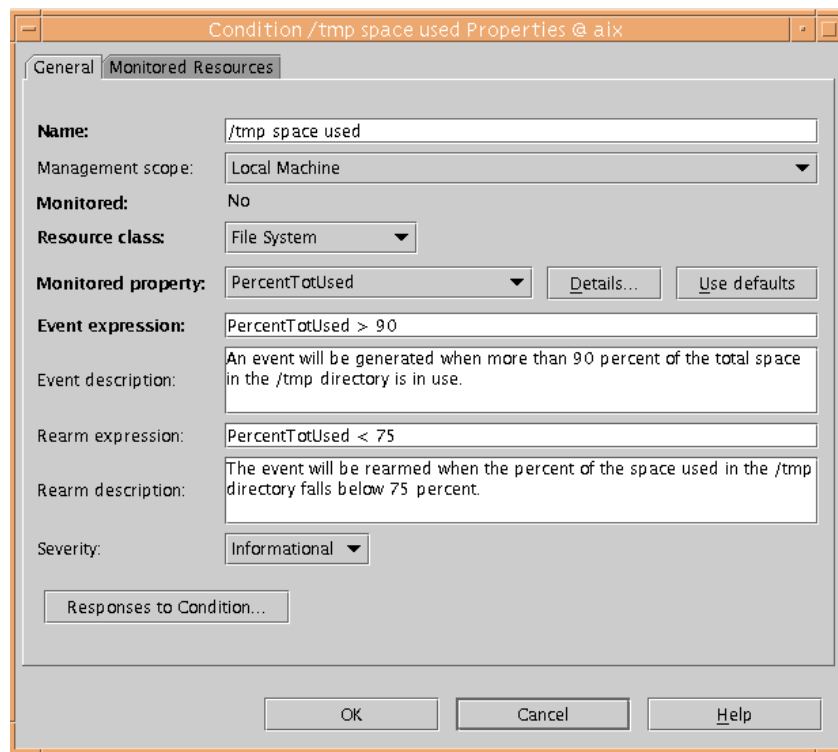 Condition /tmp space used Properties @ aix
General Monitored Resources
Name: /tmp space used
Management scope: Local Machine
Monitored: No
Resource class: File System
Monitored property: PercentTotUsed Details... Use defaults
Event expression: PercentTotUsed > 90
Event description: An event will be generated when more than 90 percent of the total space
in the /tmp directory is in use.
Rearm expression: PercentTotUsed < 75
Rearm description: The event will be rearmed when the percent of the space used in the /tmp
directory falls below 75 percent.
Severity: Informational
Responses to Condition...
OK Cancel Help